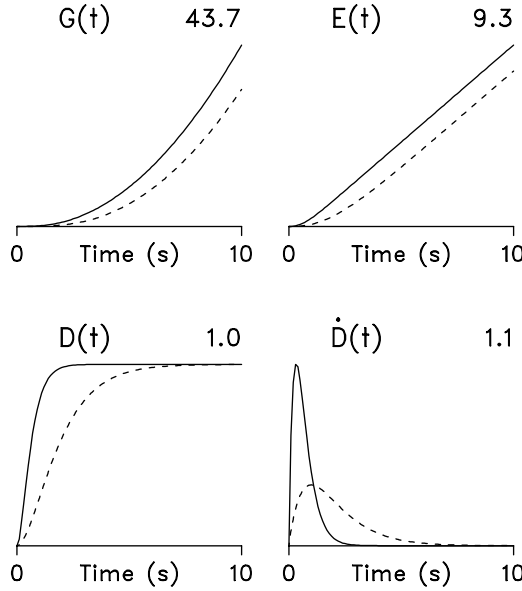 G(t) 43.7
E(t) 9.3
0 Time (s) 10
0 Time (s) 10
D(t) 1.0
Ḋ(t) 1.1
0 Time (s) 10
0 Time (s) 10